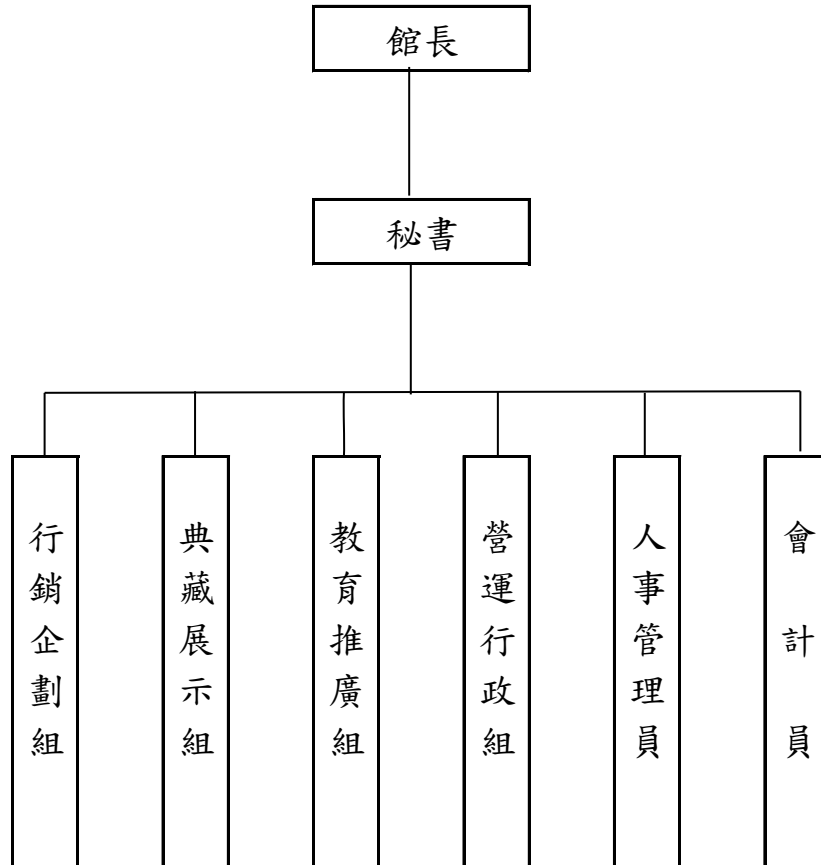 館長
秘書
行銷企劃組
典藏展示組
教育推廣組
營運行政組
人事管理員
會計員